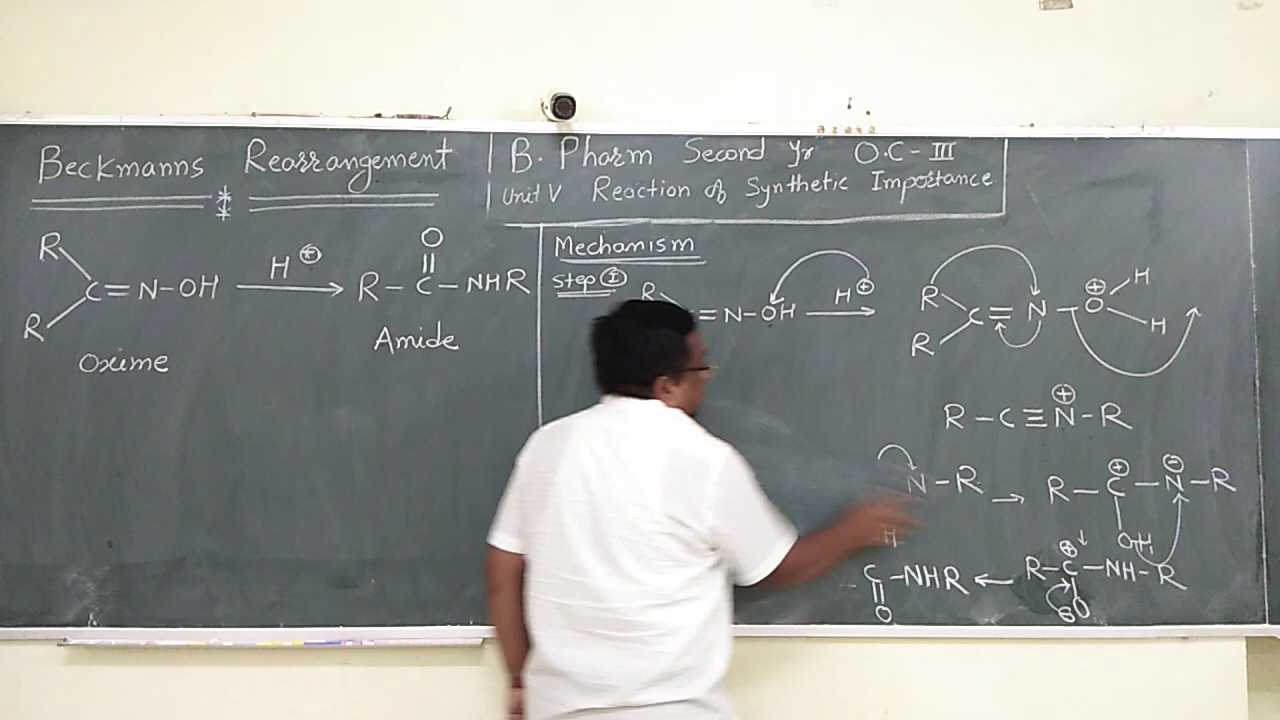 Beckmanns Rearrangement
B. Pharm Second Yr O.C-III
Unit V Reaction of Synthetic Importance
R
R
C=N-OH
H⊕
O
R-C-NHR
Oxime
Amide
Mechanism
Step ①
R
=N-OH
H⊕
R
R
C=N-O⊕
H
H
R-C≡N⊕-R
N-R
H
R-C⊕-N⊖-R
OH
C-NHR
O
R-C⊕-NH-R
O